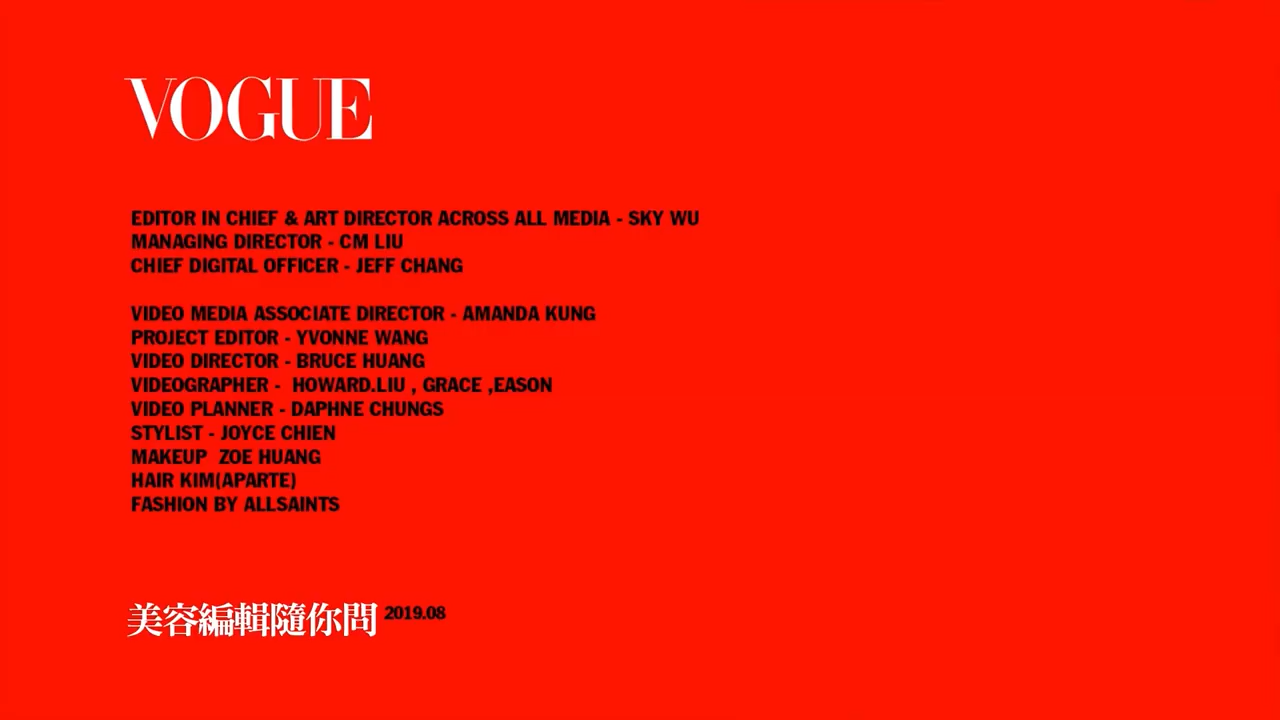 VOGUE
EDITOR IN CHIEF & ART DIRECTOR ACROSS ALL MEDIA - SKY WU
MANAGING DIRECTOR - CM LIU
CHIEF DIGITAL OFFICER - JEFF CHANG
VIDEO MEDIA ASSOCIATE DIRECTOR - AMANDA KUNG
PROJECT EDITOR - YVONNE WANG
VIDEO DIRECTOR - BRUCE HUANG
VIDEOGRAPHER -  HOWARD.LIU , GRACE ,EASON
VIDEO PLANNER - DAPHNE CHUNGS
STYLIST - JOYCE CHIEN
MAKEUP  ZOE HUANG
HAIR KIM(APARTE)
FASHION BY ALLSAINTS
美容編輯隨你問 2019.08